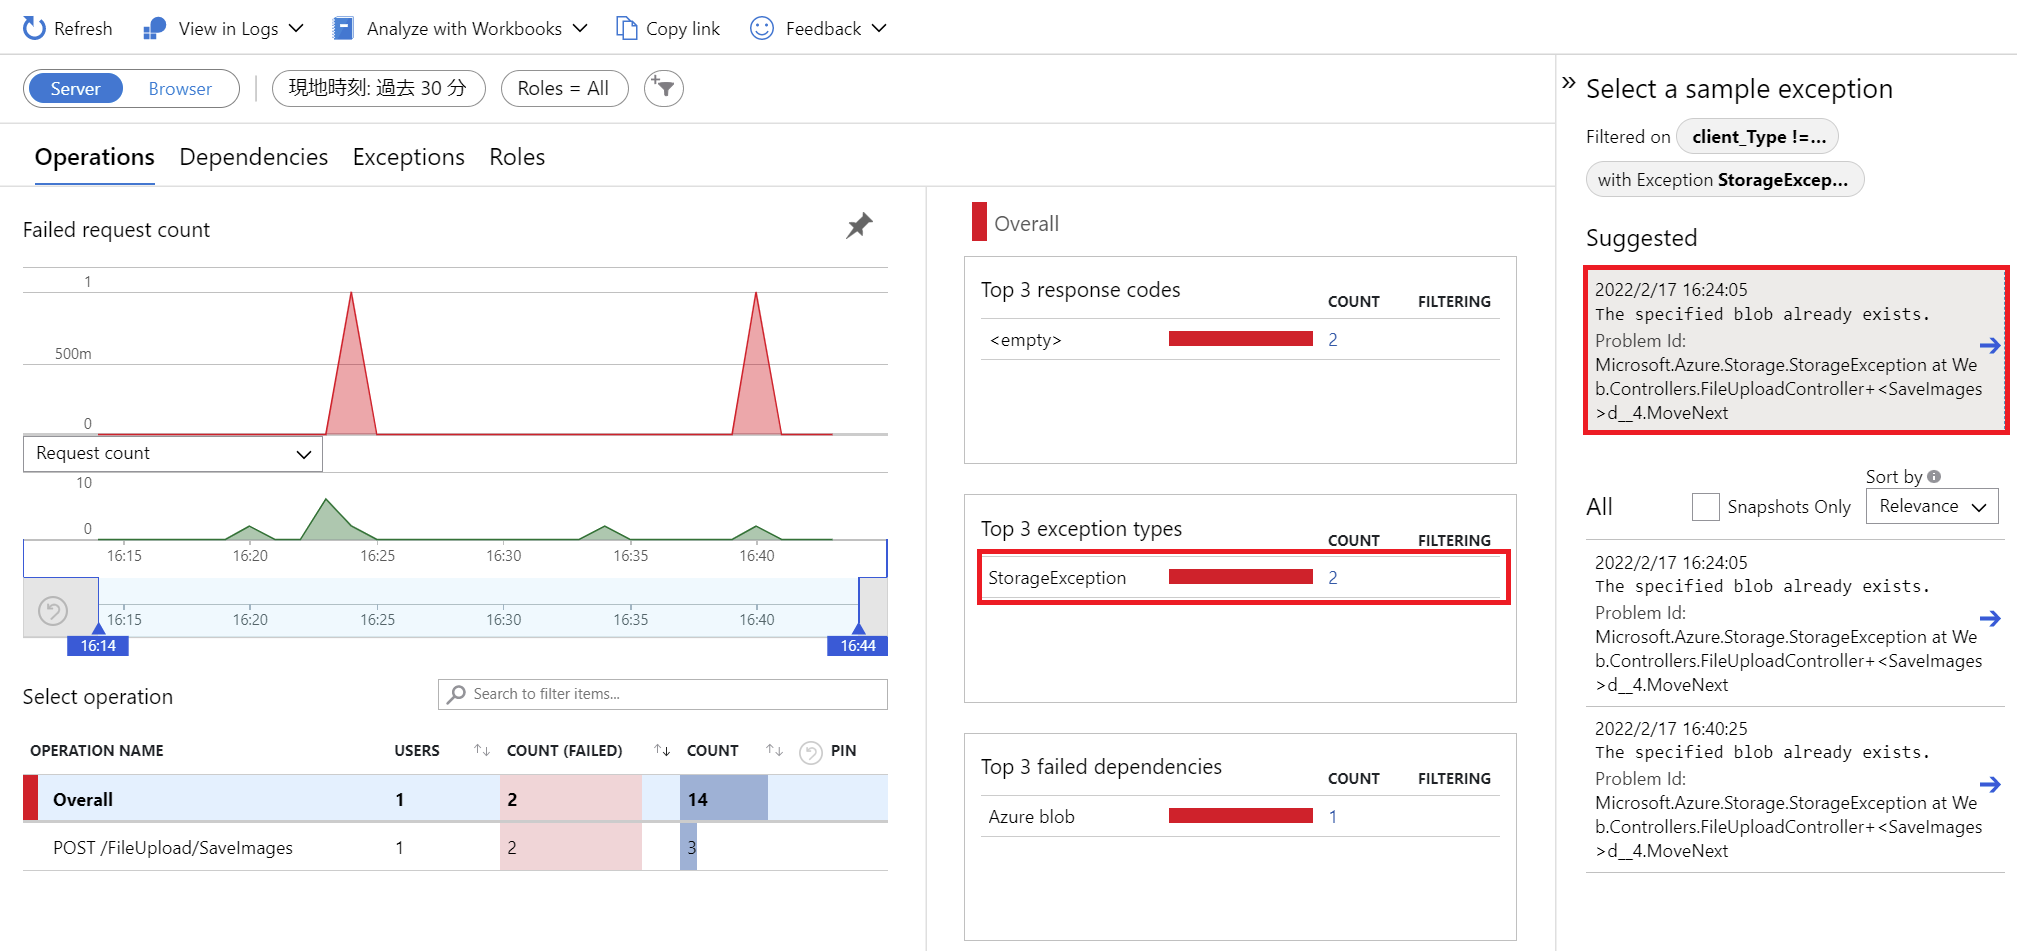 Refresh View in Logs Analyze with Workbooks Copy link Feedback
Server Browser 現地時刻: 過去 30 分 Roles = All
Operations Dependencies Exceptions Roles
Failed request count
1
500m
0
Request count
10
0
16:15 16:20 16:25 16:30 16:35 16:40
16:15 16:20 16:25 16:30 16:35 16:40
16:14 16:44
Select operation Search to filter items...
OPERATION NAME USERS COUNT (FAILED) COUNT PIN
Overall 1 2 14
POST /FileUpload/SaveImages 1 2 3
Overall
Top 3 response codes COUNT FILTERING
<empty> 2
Top 3 exception types COUNT FILTERING
StorageException 2
Top 3 failed dependencies COUNT FILTERING
Azure blob 1
Select a sample exception
Filtered on client_Type !=...
with Exception StorageExcep...
Suggested
2022/2/17 16:24:05
The specified blob already exists.
Problem Id:
Microsoft.Azure.Storage.StorageException at We
b.Controllers.FileUploadController+<SaveImages
>d__4.MoveNext
Sort by
All Snapshots Only Relevance
2022/2/17 16:24:05
The specified blob already exists.
Problem Id:
Microsoft.Azure.Storage.StorageException at We
b.Controllers.FileUploadController+<SaveImages
>d__4.MoveNext
2022/2/17 16:40:25
The specified blob already exists.
Problem Id:
Microsoft.Azure.Storage.StorageException at We
b.Controllers.FileUploadController+<SaveImages
>d__4.MoveNext